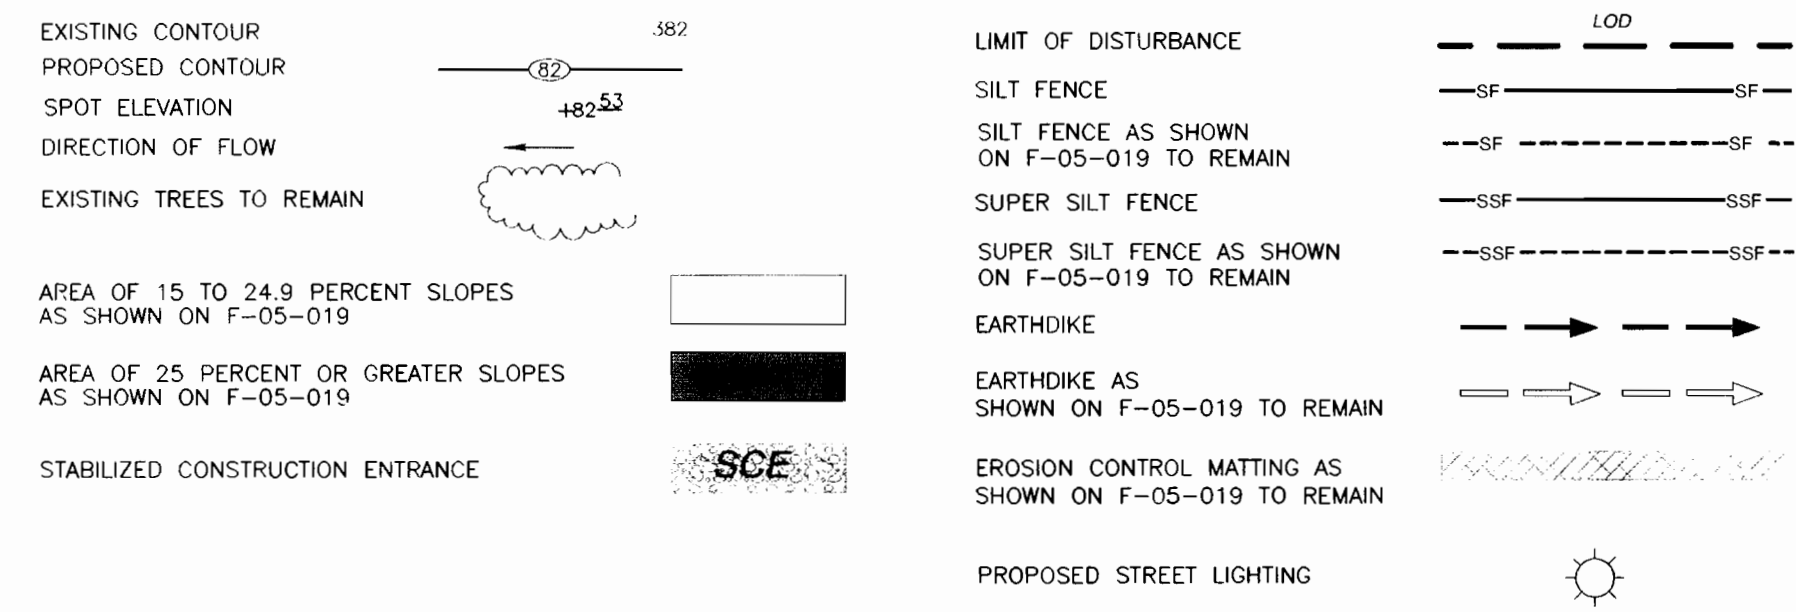 EXISTING CONTOUR 382
PROPOSED CONTOUR 82
SPOT ELEVATION +82 53
DIRECTION OF FLOW
EXISTING TREES TO REMAIN
AREA OF 15 TO 24.9 PERCENT SLOPES
AS SHOWN ON F-05-019
AREA OF 25 PERCENT OR GREATER SLOPES
AS SHOWN ON F-05-019
STABILIZED CONSTRUCTION ENTRANCE SCE
LOD
LIMIT OF DISTURBANCE
SILT FENCE SF SF
SILT FENCE AS SHOWN
ON F-05-019 TO REMAIN SF SF
SUPER SILT FENCE SSF SSF
SUPER SILT FENCE AS SHOWN SSF SSF
ON F-05-019 TO REMAIN
EARTHDIKE
EARTHDIKE AS
SHOWN ON F-05-019 TO REMAIN
EROSION CONTROL MATTING AS
SHOWN ON F-05-019 TO REMAIN
PROPOSED STREET LIGHTING